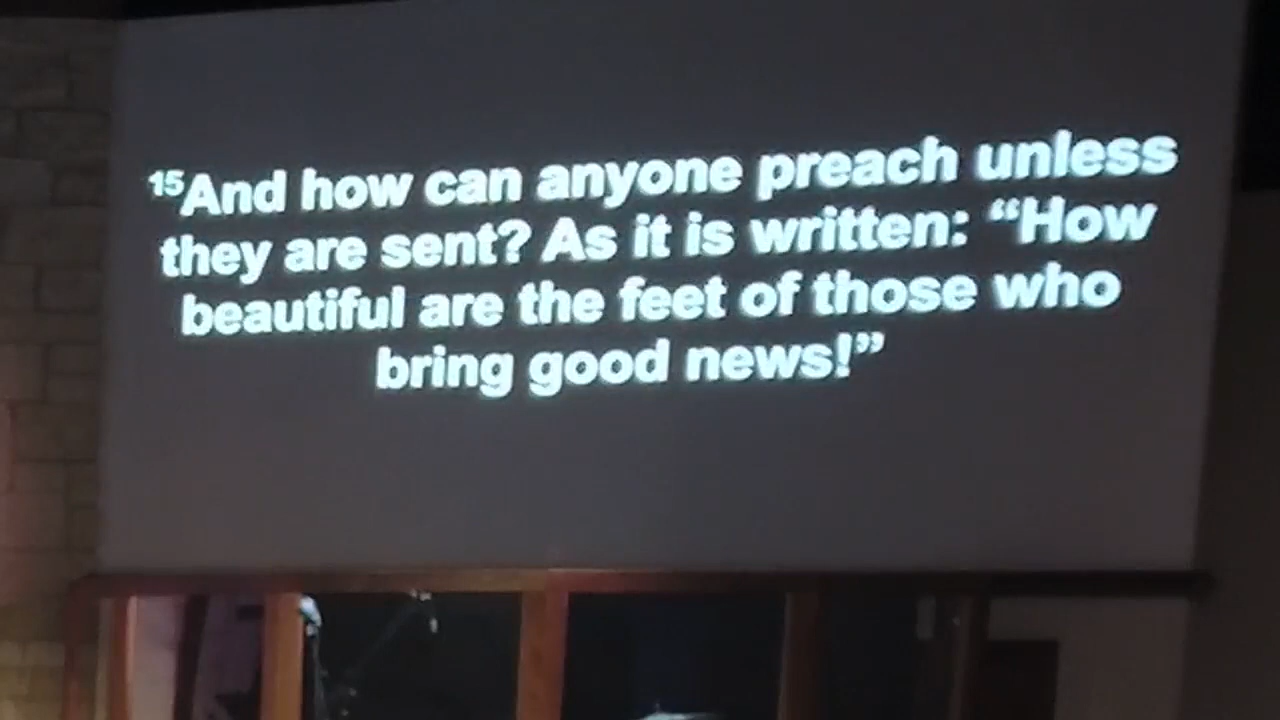 15And how can anyone preach unless
they are sent? As it is written: “How
beautiful are the feet of those who
bring good news!”